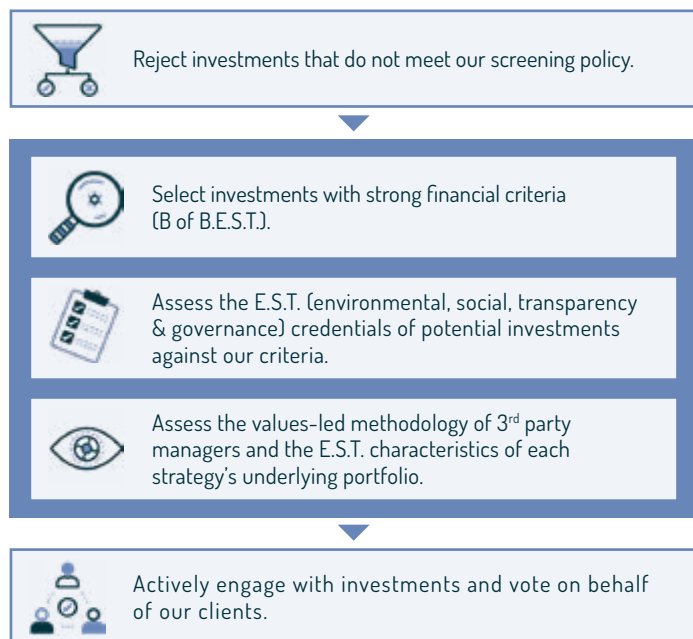 Reject investments that do not meet our screening policy.
Select investments with strong financial criteria
(B of B.E.S.T.).
Assess the E.S.T. (environmental, social, transparency
& governance) credentials of potential investments
against our criteria.
Assess the values-led methodology of 3rd party
managers and the E.S.T. characteristics of each
strategy's underlying portfolio.
Actively engage with investments and vote on behalf
of our clients.